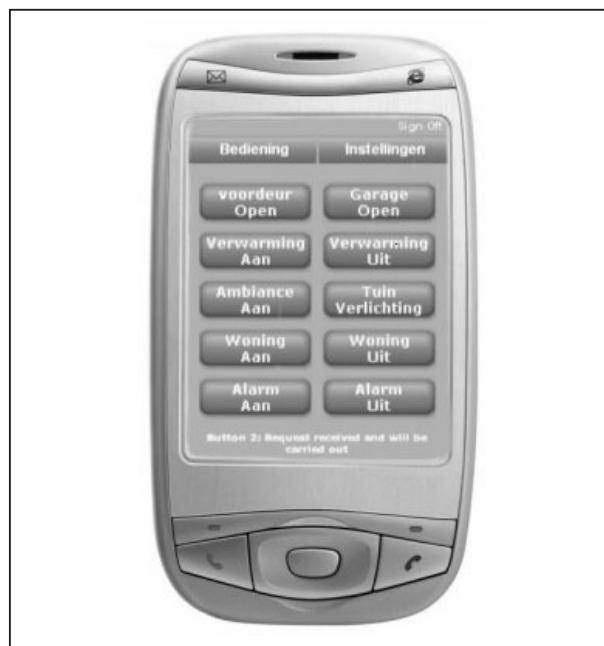 Sign Off
Bediening Instellingen
voordeur Garage
Open Open
Verwarming Verwarming
Aan Uit
Ambiance Tuin
Aan Verlichting
Woning Woning
Aan Uit
Alarm Alarm
Aan Uit
Button 2: Request received and will be
carried out